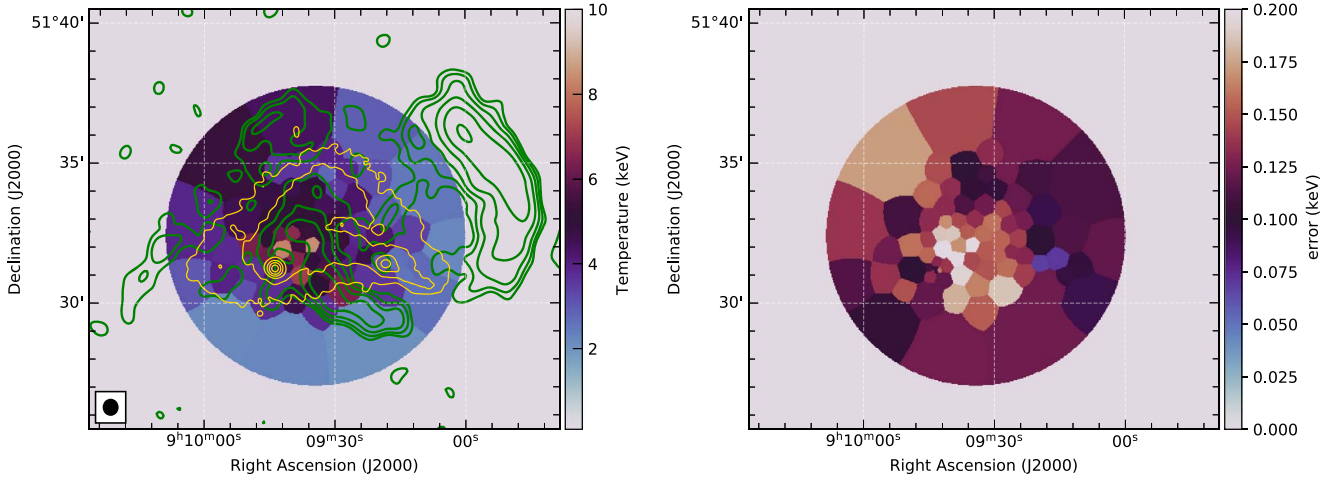 51°40'
35'
30'
Declination (J2000)
9ʰ10ᵐ00ˢ
09ᵐ30ˢ
00ˢ
Right Ascension (J2000)
10
8
6
4
2
Temperature (keV)
51°40'
35'
30'
Declination (J2000)
9ʰ10ᵐ00ˢ
09ᵐ30ˢ
00ˢ
Right Ascension (J2000)
0.200
0.175
0.150
0.125
0.100
0.075
0.050
0.025
0.000
error (keV)